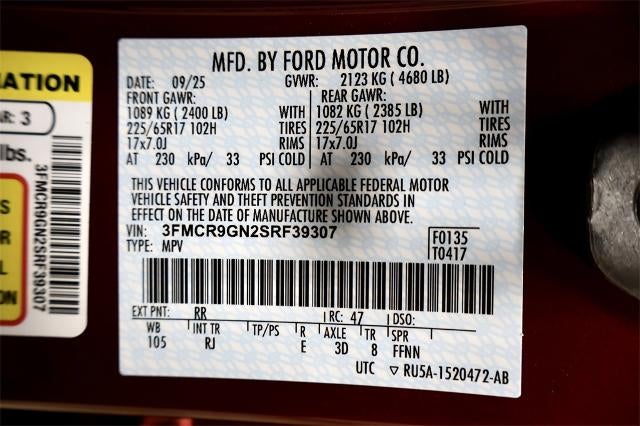 MFD. BY FORD MOTOR CO.
DATE: 09/25 GVWR: 2123 KG ( 4680 LB)
FRONT GAWR: REAR GAWR:
1089 KG ( 2400 LB) WITH 1082 KG ( 2385 LB) WITH
225/65R17 102H TIRES 225/65R17 102H TIRES
17x7.0J RIMS 17x7.0J RIMS
AT 230 kPa/ 33 PSI COLD AT 230 kPa/ 33 PSI COLD
THIS VEHICLE CONFORMS TO ALL APPLICABLE FEDERAL MOTOR
VEHICLE SAFETY AND THEFT PREVENTION STANDARDS IN
EFFECT ON THE DATE OF MANUFACTURE SHOWN ABOVE.
VIN: 3FMCR9GN2SRF39307 F0135
TYPE: MPV T0417
EXT PNT: RR RC: 47 DSO:
WB INT TR TP/PS R AXLE TR SPR
105 RJ E 3D 8 FFNN
UTC ▽ RU5A-1520472-AB
MATION
AR: 3
lbs.
S
R
ON
3FMCR9GN2SRF39307